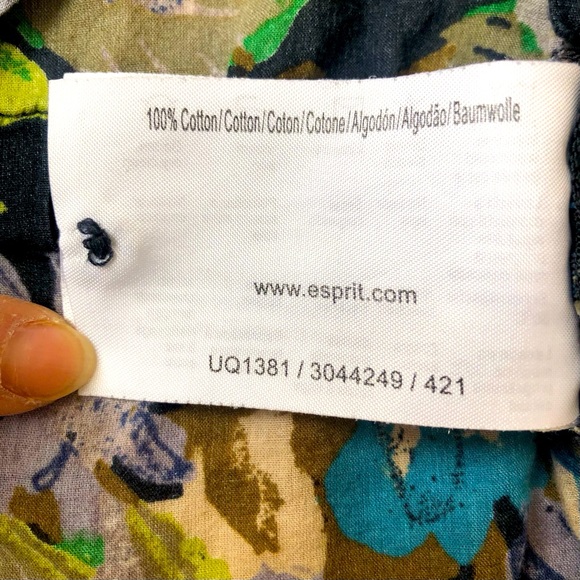 100% Cotton/Cotton/Coton/Cotone/Algodón/Algodão/Baumwolle
www.esprit.com
UQ1381 / 3044249 / 421